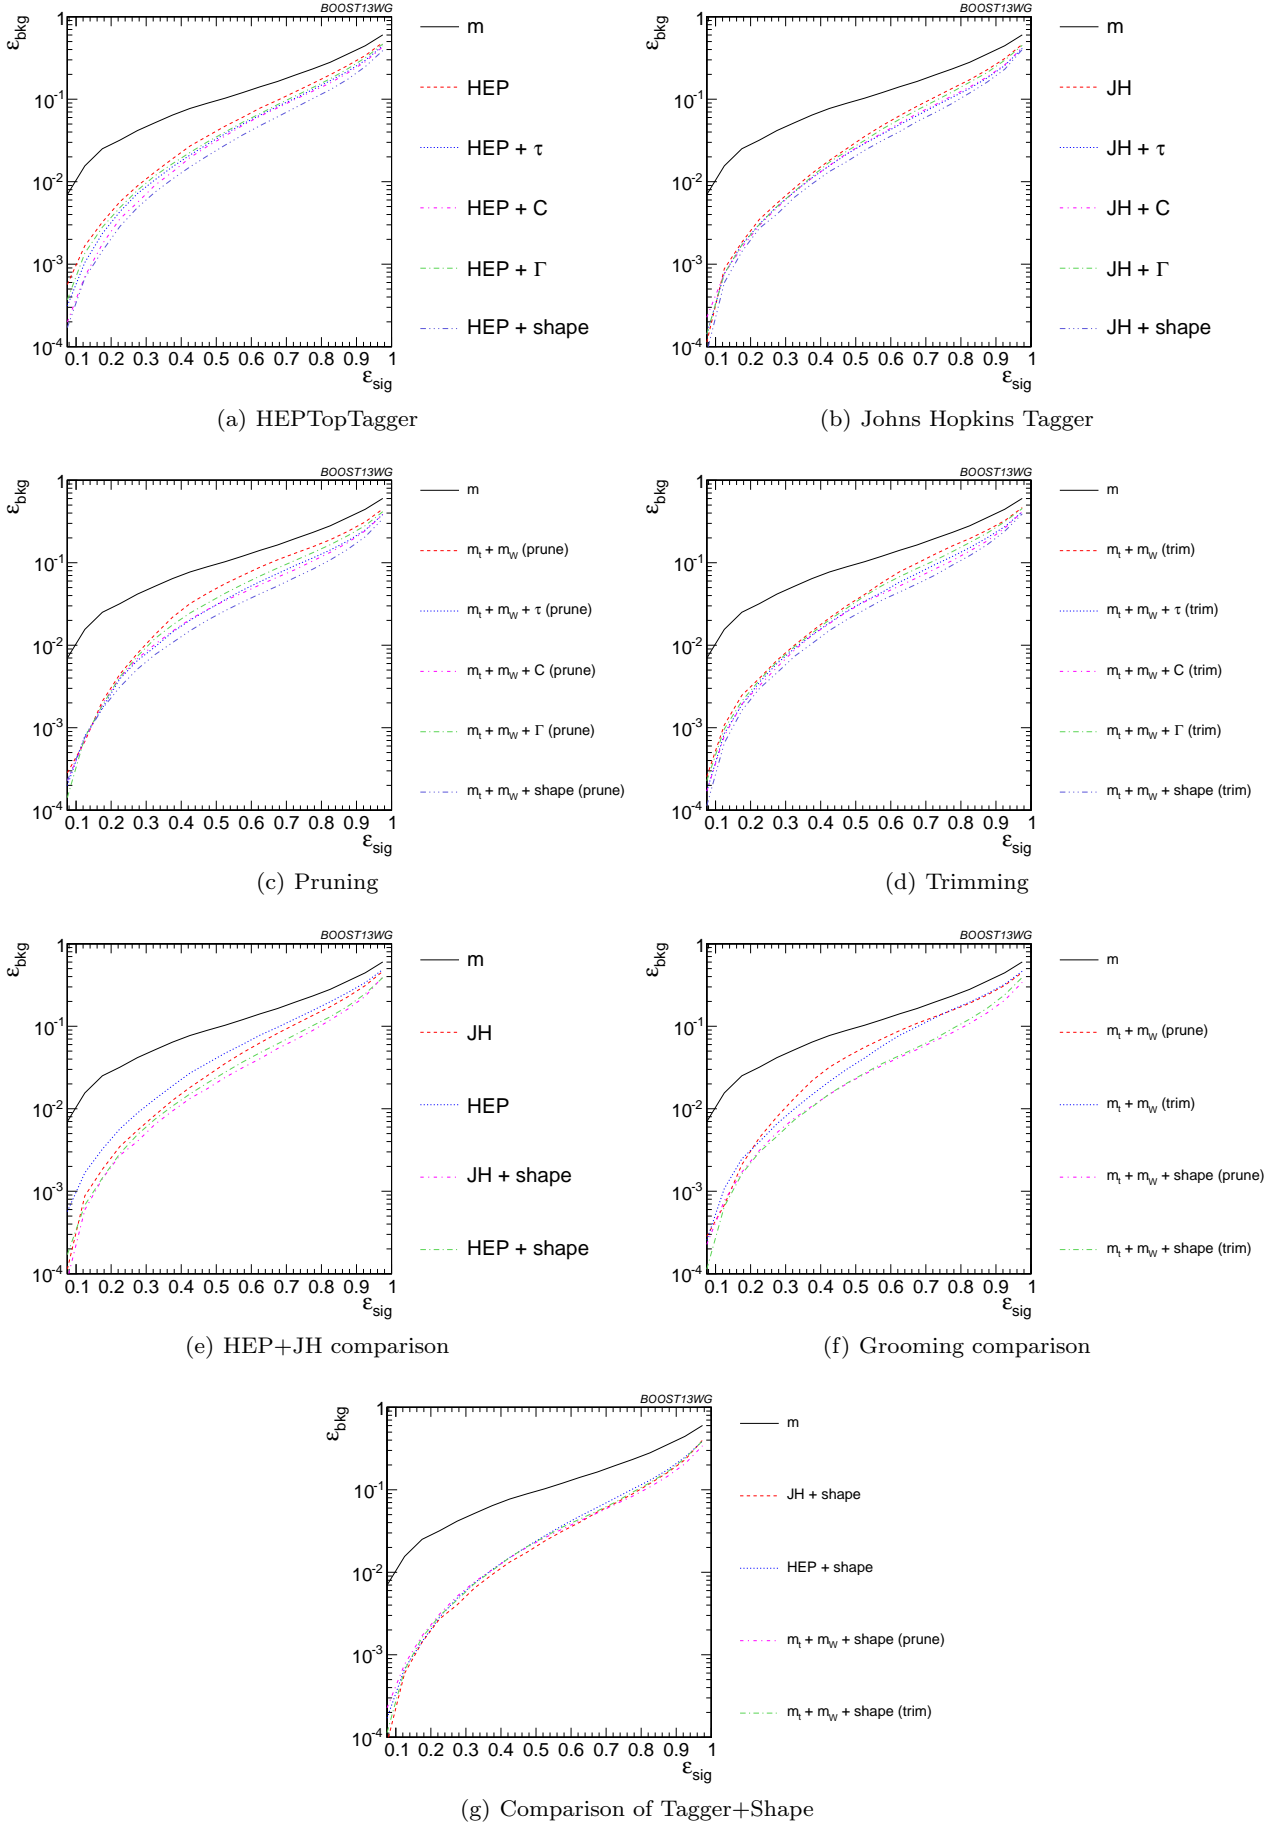 BOOST13WG
BOOST13WG
ε_bkg
1
10^-1
10^-2
10^-3
10^-4
0.1 0.2 0.3 0.4 0.5 0.6 0.7 0.8 0.9 1
ε_sig
m
HEP
HEP + τ
HEP + C
HEP + Γ
HEP + shape
(a) HEPTopTagger
ε_bkg
1
10^-1
10^-2
10^-3
10^-4
0.1 0.2 0.3 0.4 0.5 0.6 0.7 0.8 0.9 1
ε_sig
m
JH
JH + τ
JH + C
JH + Γ
JH + shape
(b) Johns Hopkins Tagger
BOOST13WG
ε_bkg
1
10^-1
10^-2
10^-3
10^-4
0.1 0.2 0.3 0.4 0.5 0.6 0.7 0.8 0.9 1
ε_sig
m
m_t + m_W (prune)
m_t + m_W + τ (prune)
m_t + m_W + C (prune)
m_t + m_W + Γ (prune)
m_t + m_W + shape (prune)
(c) Pruning
BOOST13WG
ε_bkg
1
10^-1
10^-2
10^-3
10^-4
0.1 0.2 0.3 0.4 0.5 0.6 0.7 0.8 0.9 1
ε_sig
m
m_t + m_W (trim)
m_t + m_W + τ (trim)
m_t + m_W + C (trim)
m_t + m_W + Γ (trim)
m_t + m_W + shape (trim)
(d) Trimming
BOOST13WG
ε_bkg
1
10^-1
10^-2
10^-3
10^-4
0.1 0.2 0.3 0.4 0.5 0.6 0.7 0.8 0.9 1
ε_sig
m
JH
HEP
JH + shape
HEP + shape
(e) HEP+JH comparison
BOOST13WG
ε_bkg
1
10^-1
10^-2
10^-3
10^-4
0.1 0.2 0.3 0.4 0.5 0.6 0.7 0.8 0.9 1
ε_sig
m
m_t + m_W (prune)
m_t + m_W (trim)
m_t + m_W + shape (prune)
m_t + m_W + shape (trim)
(f) Grooming comparison
BOOST13WG
ε_bkg
1
10^-1
10^-2
10^-3
10^-4
0.1 0.2 0.3 0.4 0.5 0.6 0.7 0.8 0.9 1
ε_sig
m
JH + shape
HEP + shape
m_t + m_W + shape (prune)
m_t + m_W + shape (trim)
(g) Comparison of Tagger+Shape